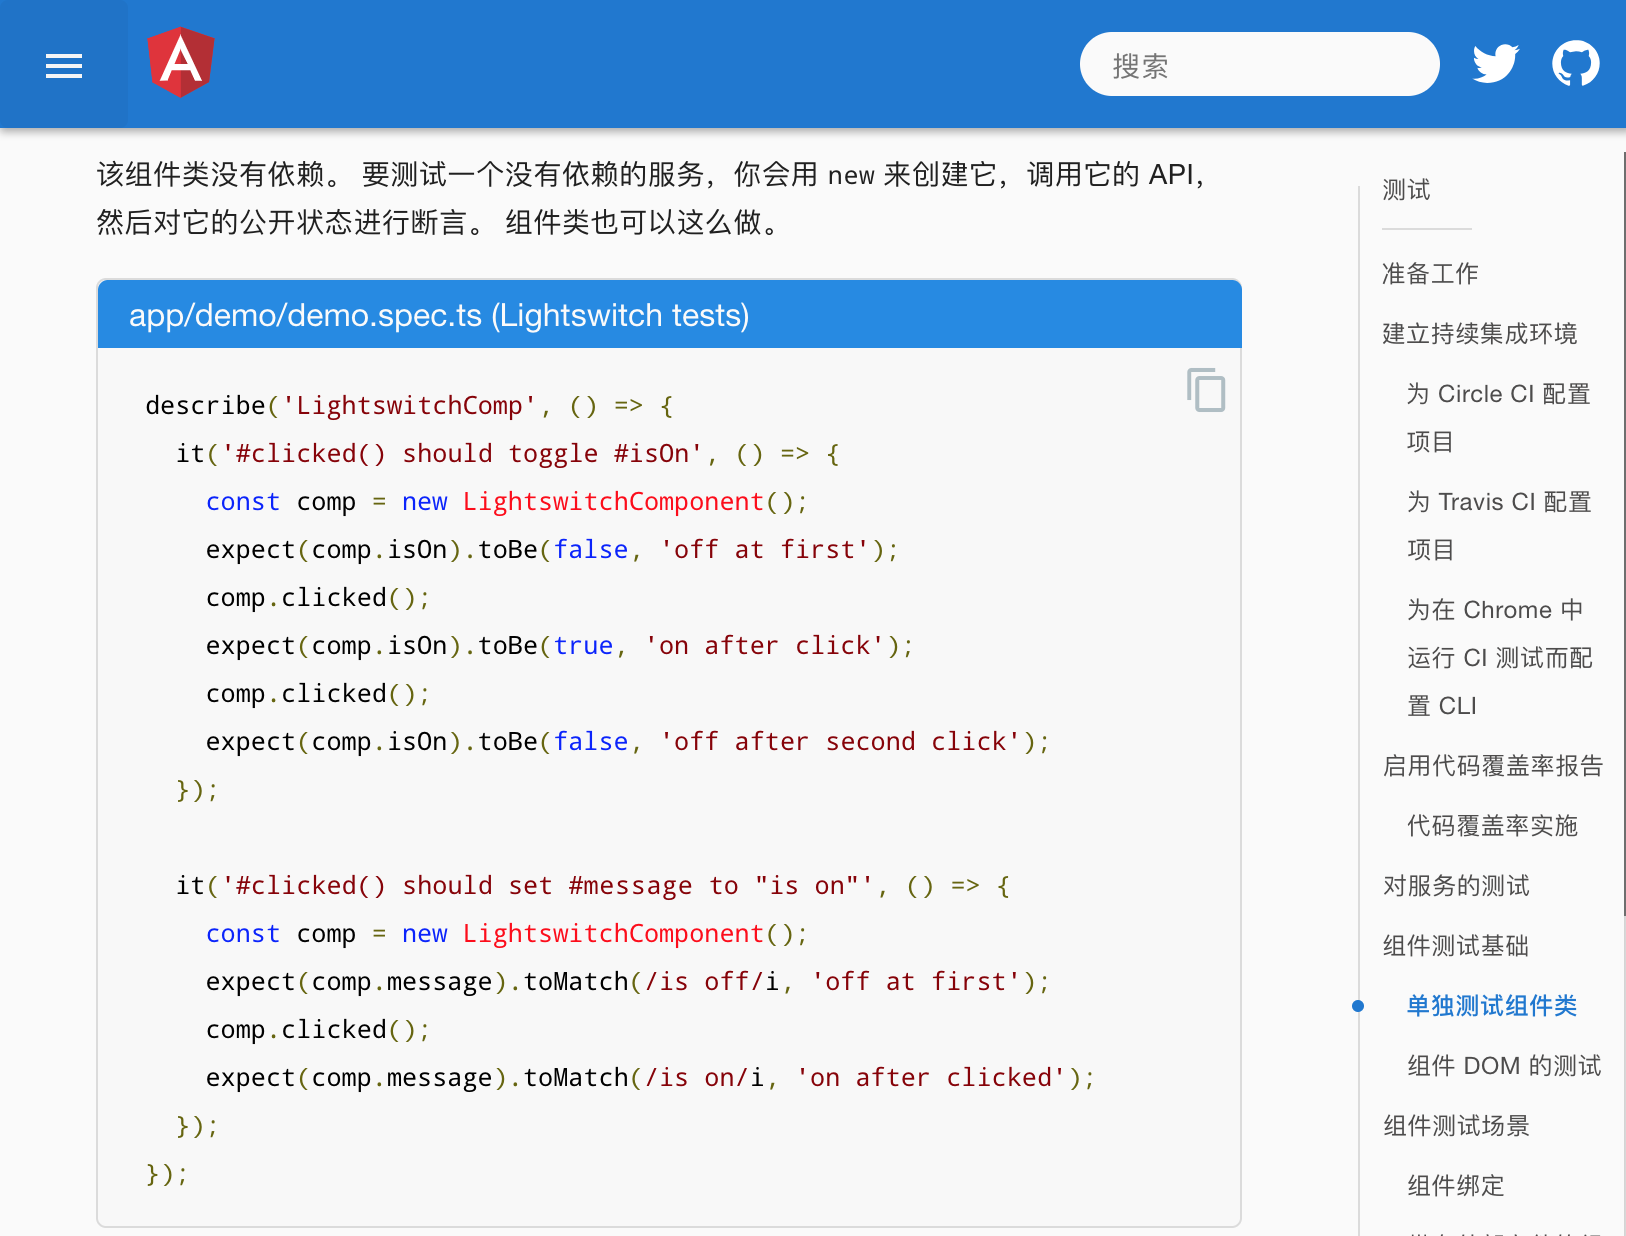 搜索
该组件类没有依赖。 要测试一个没有依赖的服务，你会用 new 来创建它，调用它的 API，
然后对它的公开状态进行断言。 组件类也可以这么做。
app/demo/demo.spec.ts (Lightswitch tests)
describe('LightswitchComp', () => {
  it('#clicked() should toggle #isOn', () => {
    const comp = new LightswitchComponent();
    expect(comp.isOn).toBe(false, 'off at first');
    comp.clicked();
    expect(comp.isOn).toBe(true, 'on after click');
    comp.clicked();
    expect(comp.isOn).toBe(false, 'off after second click');
  });
  it('#clicked() should set #message to "is on"', () => {
    const comp = new LightswitchComponent();
    expect(comp.message).toMatch(/is off/i, 'off at first');
    comp.clicked();
    expect(comp.message).toMatch(/is on/i, 'on after clicked');
  });
});
测试
准备工作
建立持续集成环境
为 Circle CI 配置
项目
为 Travis CI 配置
项目
为在 Chrome 中
运行 CI 测试而配
置 CLI
启用代码覆盖率报告
代码覆盖率实施
对服务的测试
组件测试基础
单独测试组件类
组件 DOM 的测试
组件测试场景
组件绑定